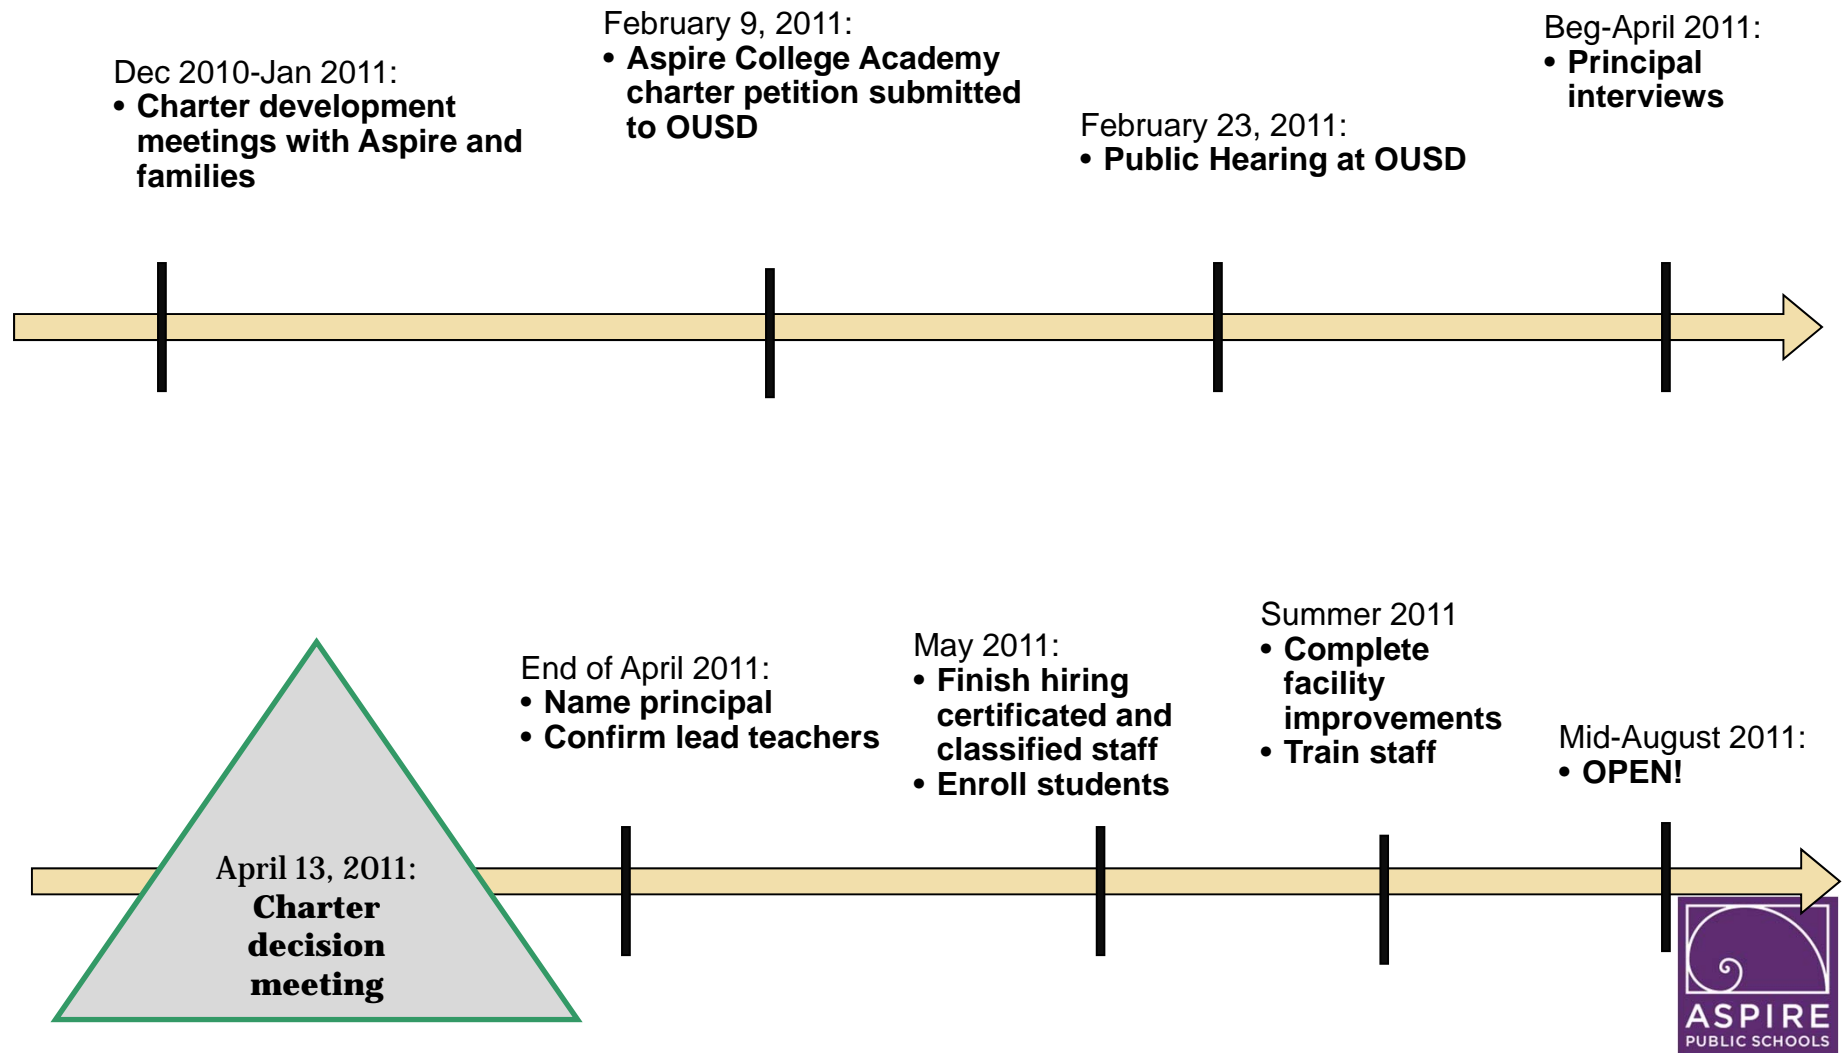 Dec 2010-Jan 2011:
• Charter development
meetings with Aspire and
families
February 9, 2011:
• Aspire College Academy
charter petition submitted
to OUSD
February 23, 2011:
• Public Hearing at OUSD
Beg-April 2011:
• Principal
interviews
April 13, 2011:
Charter
decision
meeting
End of April 2011:
• Name principal
• Confirm lead teachers
May 2011:
• Finish hiring
certificated and
classified staff
• Enroll students
Summer 2011
• Complete
facility
improvements
• Train staff
Mid-August 2011:
• OPEN!
ASPIRE
PUBLIC SCHOOLS